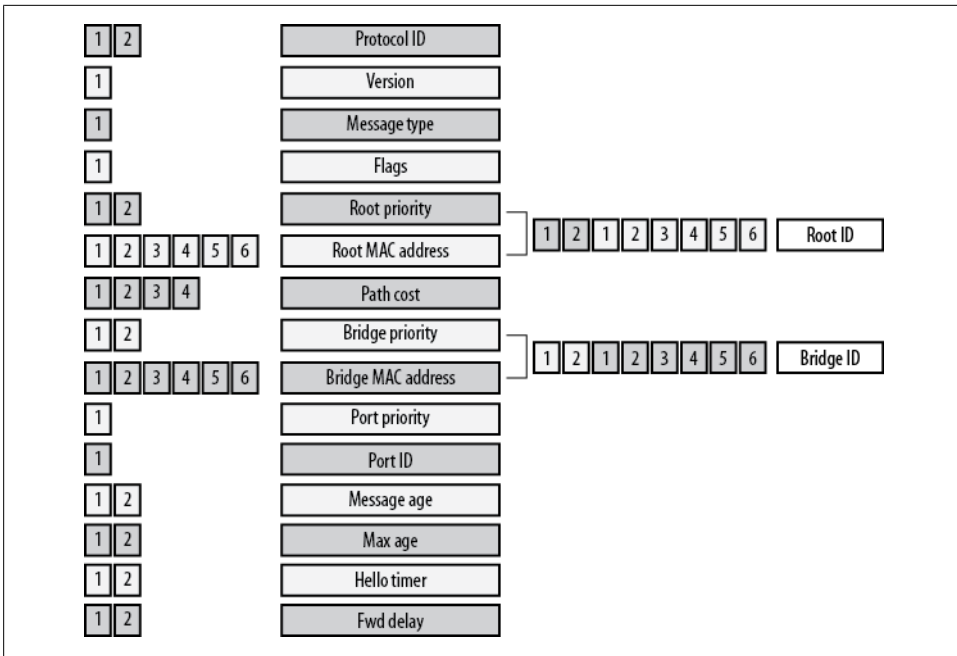 1 2 Protocol ID
1 Version
1 Message type
1 Flags
1 2 Root priority
1 2 1 2 3 4 5 6 Root ID
1 2 3 4 5 6 Root MAC address
1 2 3 4 Path cost
1 2 Bridge priority
1 2 1 2 3 4 5 6 Bridge ID
1 2 3 4 5 6 Bridge MAC address
1 Port priority
1 Port ID
1 2 Message age
1 2 Max age
1 2 Hello timer
1 2 Fwd delay